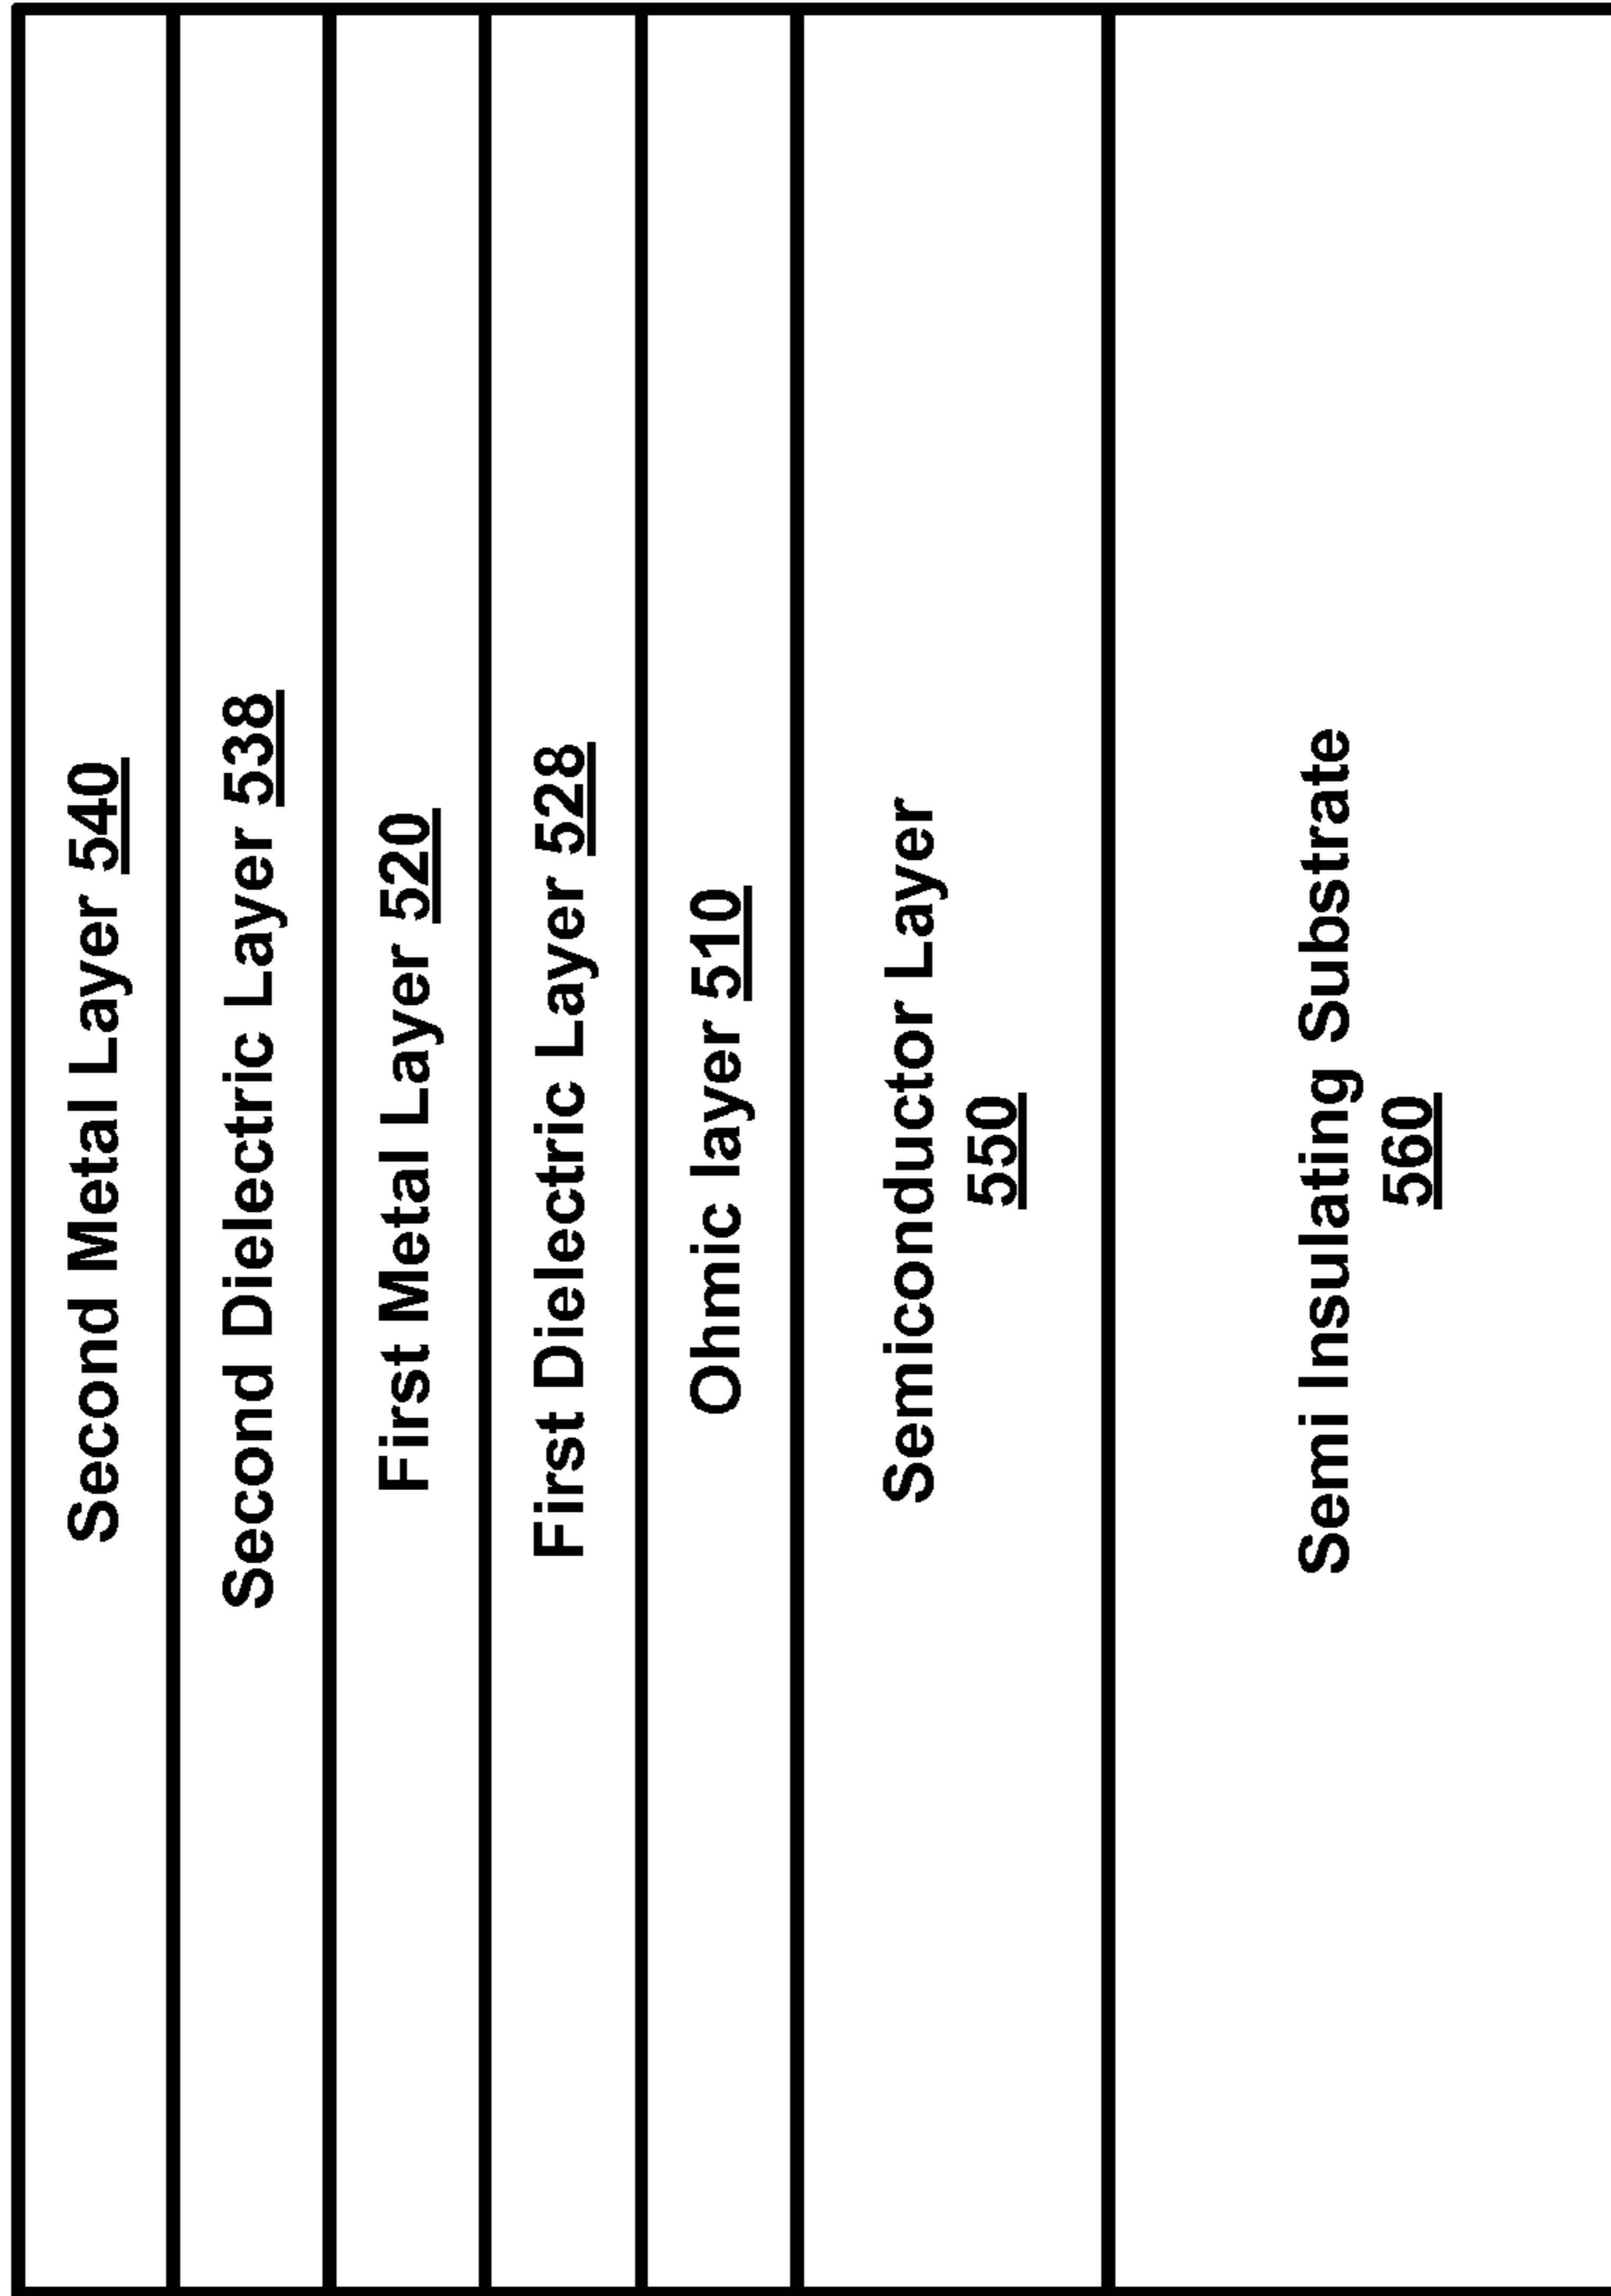 Second Metal Layer 540
Second Dielectric Layer 538
First Metal Layer 520
First Dielectric Layer 528
Ohmic layer 510
Semiconductor Layer
550
Semi Insulating Substrate
560